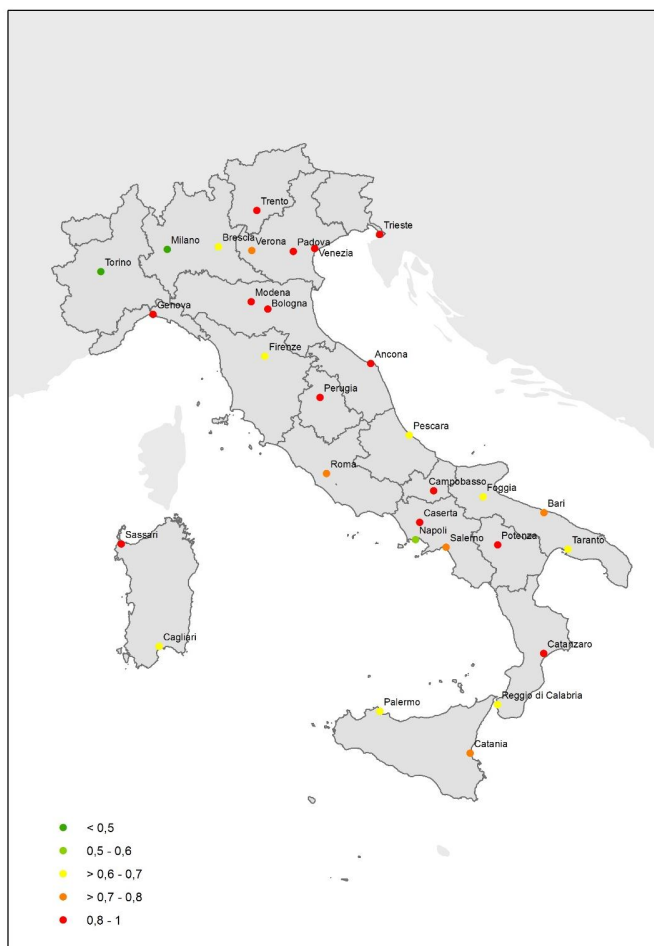 Trento
Trieste
Milano
Brescia
Verona
Padova
Venezia
Torino
Modena
Bologna
Genova
Firenze
Ancona
Perugia
Pescara
Roma
Campobasso
Foggia
Bari
Caserta
Napoli
Salerno
Potenza
Taranto
Sassari
Cagliari
Catanzaro
Palermo
Reggio di Calabria
Catania
< 0,5
0,5 - 0,6
> 0,6 - 0,7
> 0,7 - 0,8
0,8 - 1